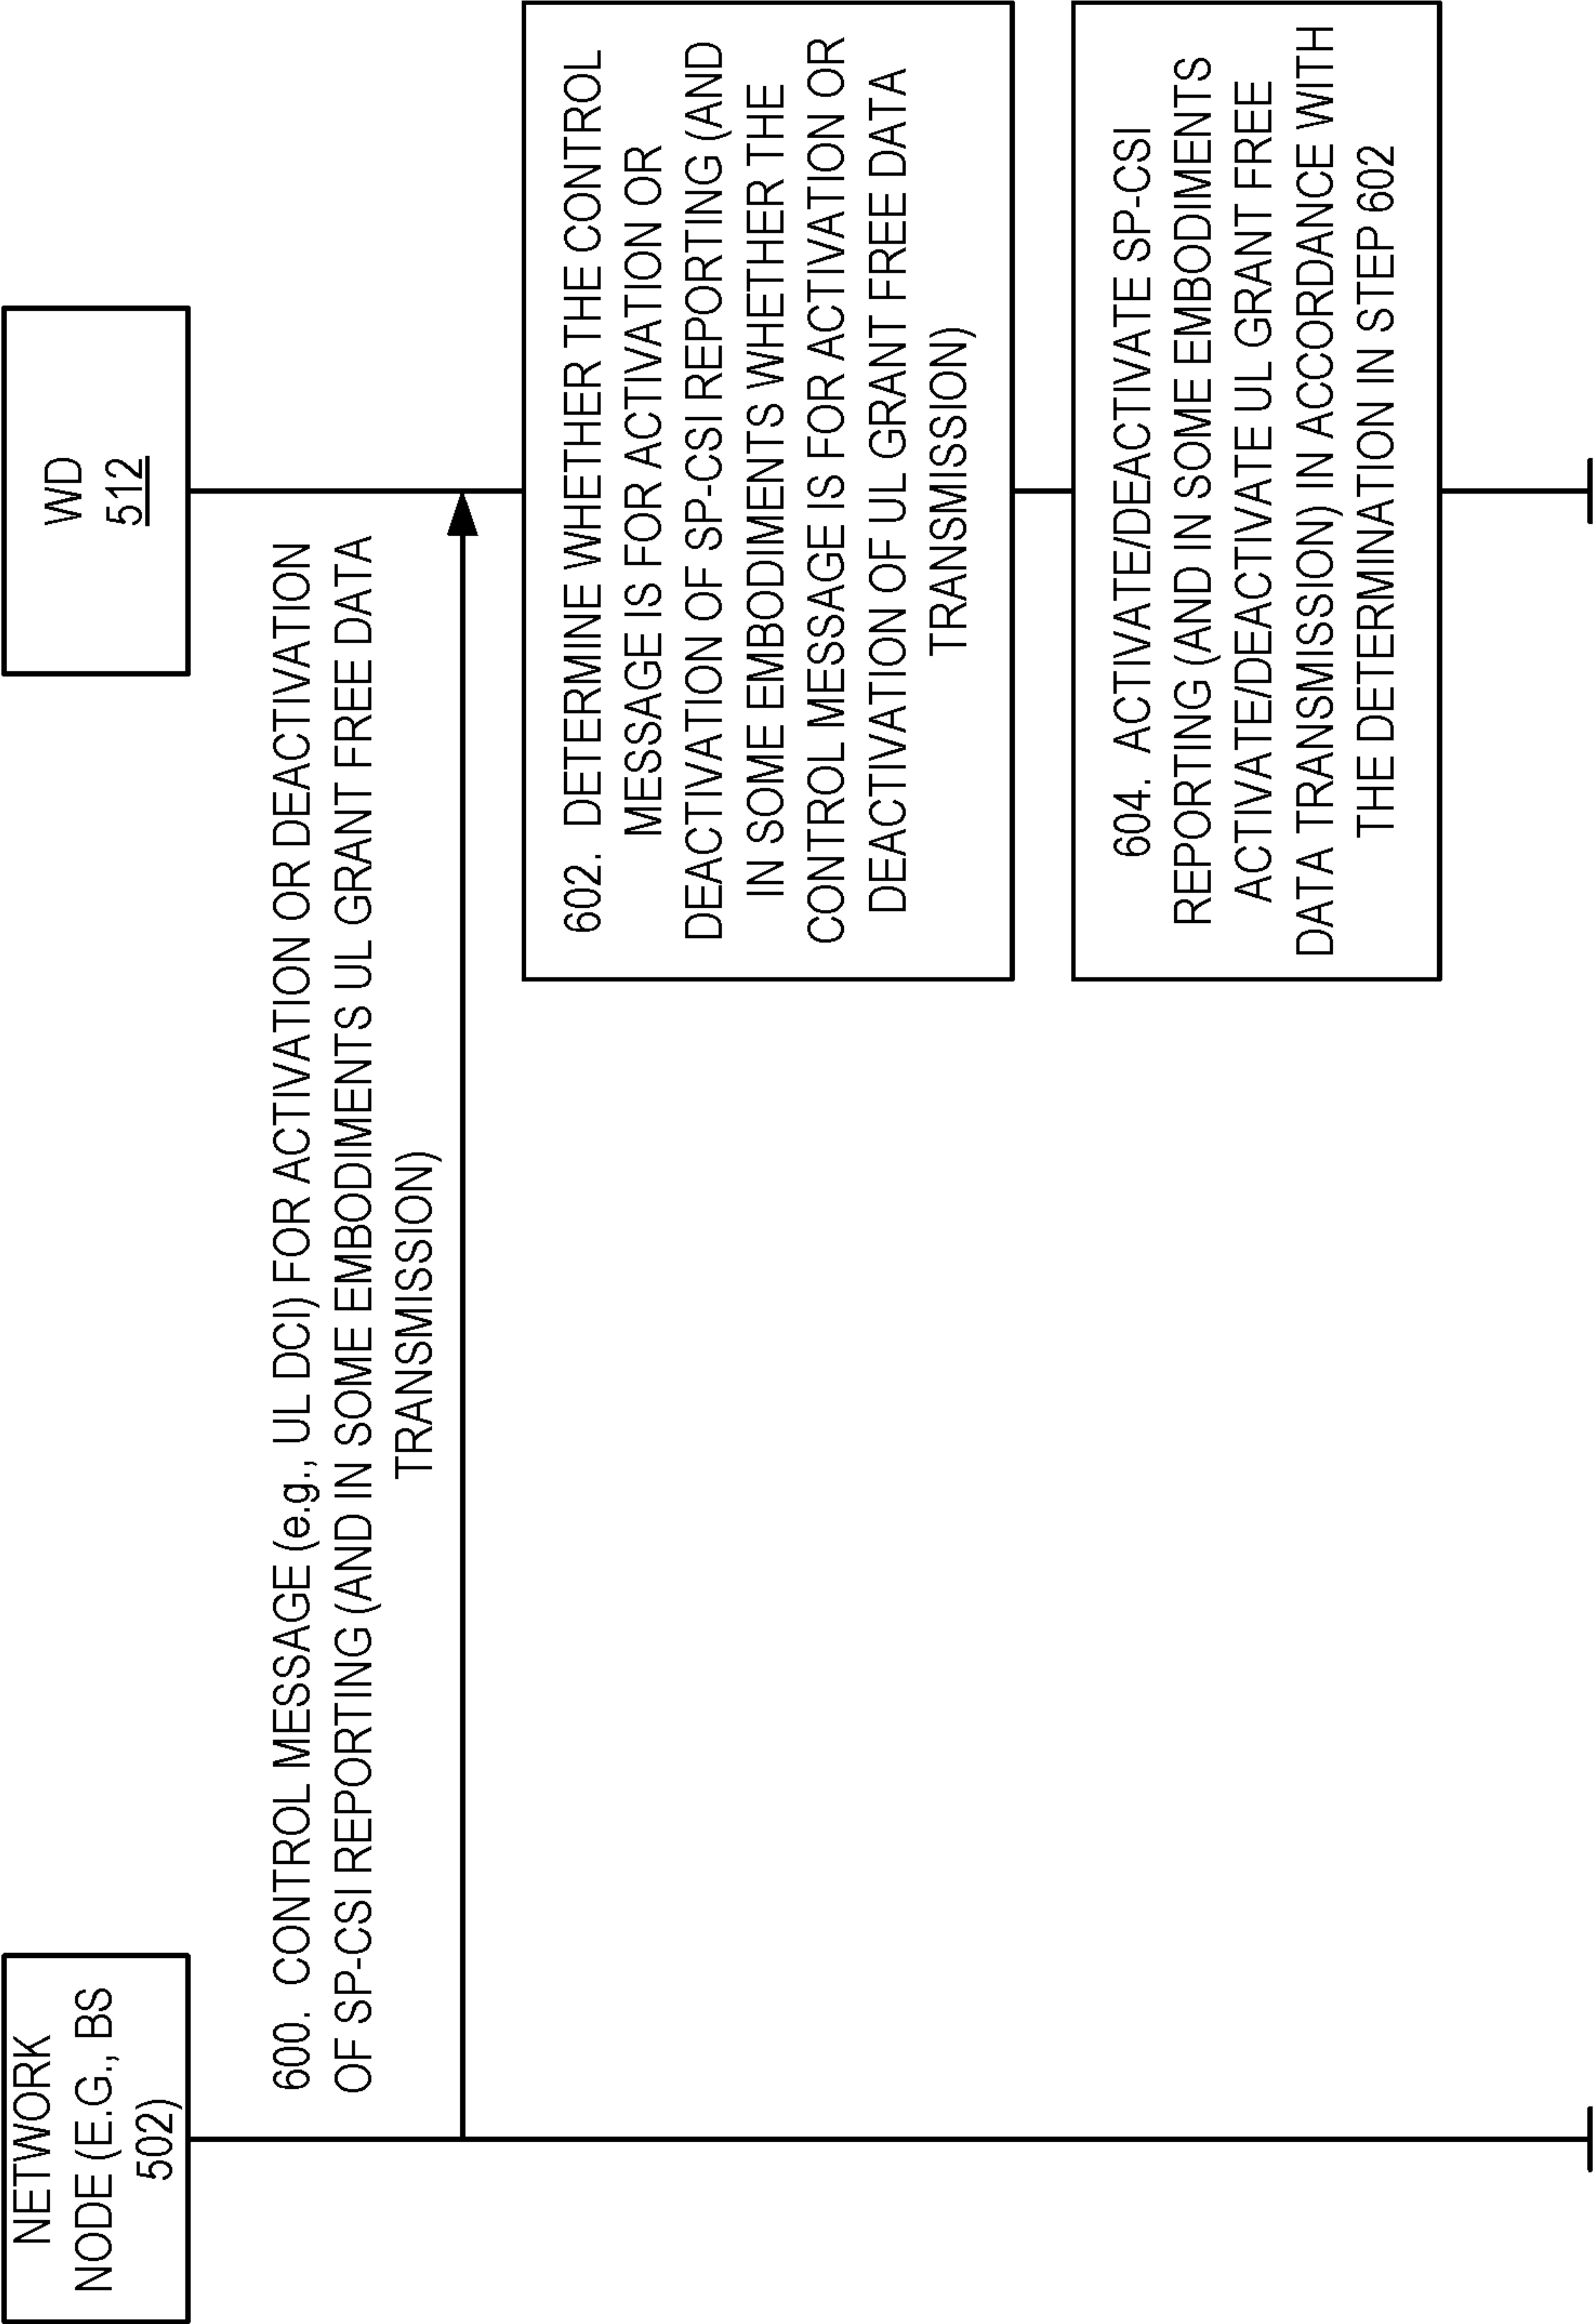 NETWORK
NODE (E.G., BS
502)
WD
512
600. CONTROL MESSAGE (e.g., UL DCI) FOR ACTIVATION OR DEACTIVATION
OF SP-CSI REPORTING (AND IN SOME EMBODIMENTS UL GRANT FREE DATA
TRANSMISSION)
602. DETERMINE WHETHER THE CONTROL
MESSAGE IS FOR ACTIVATION OR
DEACTIVATION OF SP-CSI REPORTING (AND
IN SOME EMBODIMENTS WHETHER THE
CONTROL MESSAGE IS FOR ACTIVATION OR
DEACTIVATION OF UL GRANT FREE DATA
TRANSMISSION)
604. ACTIVATE/DEACTIVATE SP-CSI
REPORTING (AND IN SOME EMBODIMENTS
ACTIVATE/DEACTIVATE UL GRANT FREE
DATA TRANSMISSION) IN ACCORDANCE WITH
THE DETERMINATION IN STEP 602